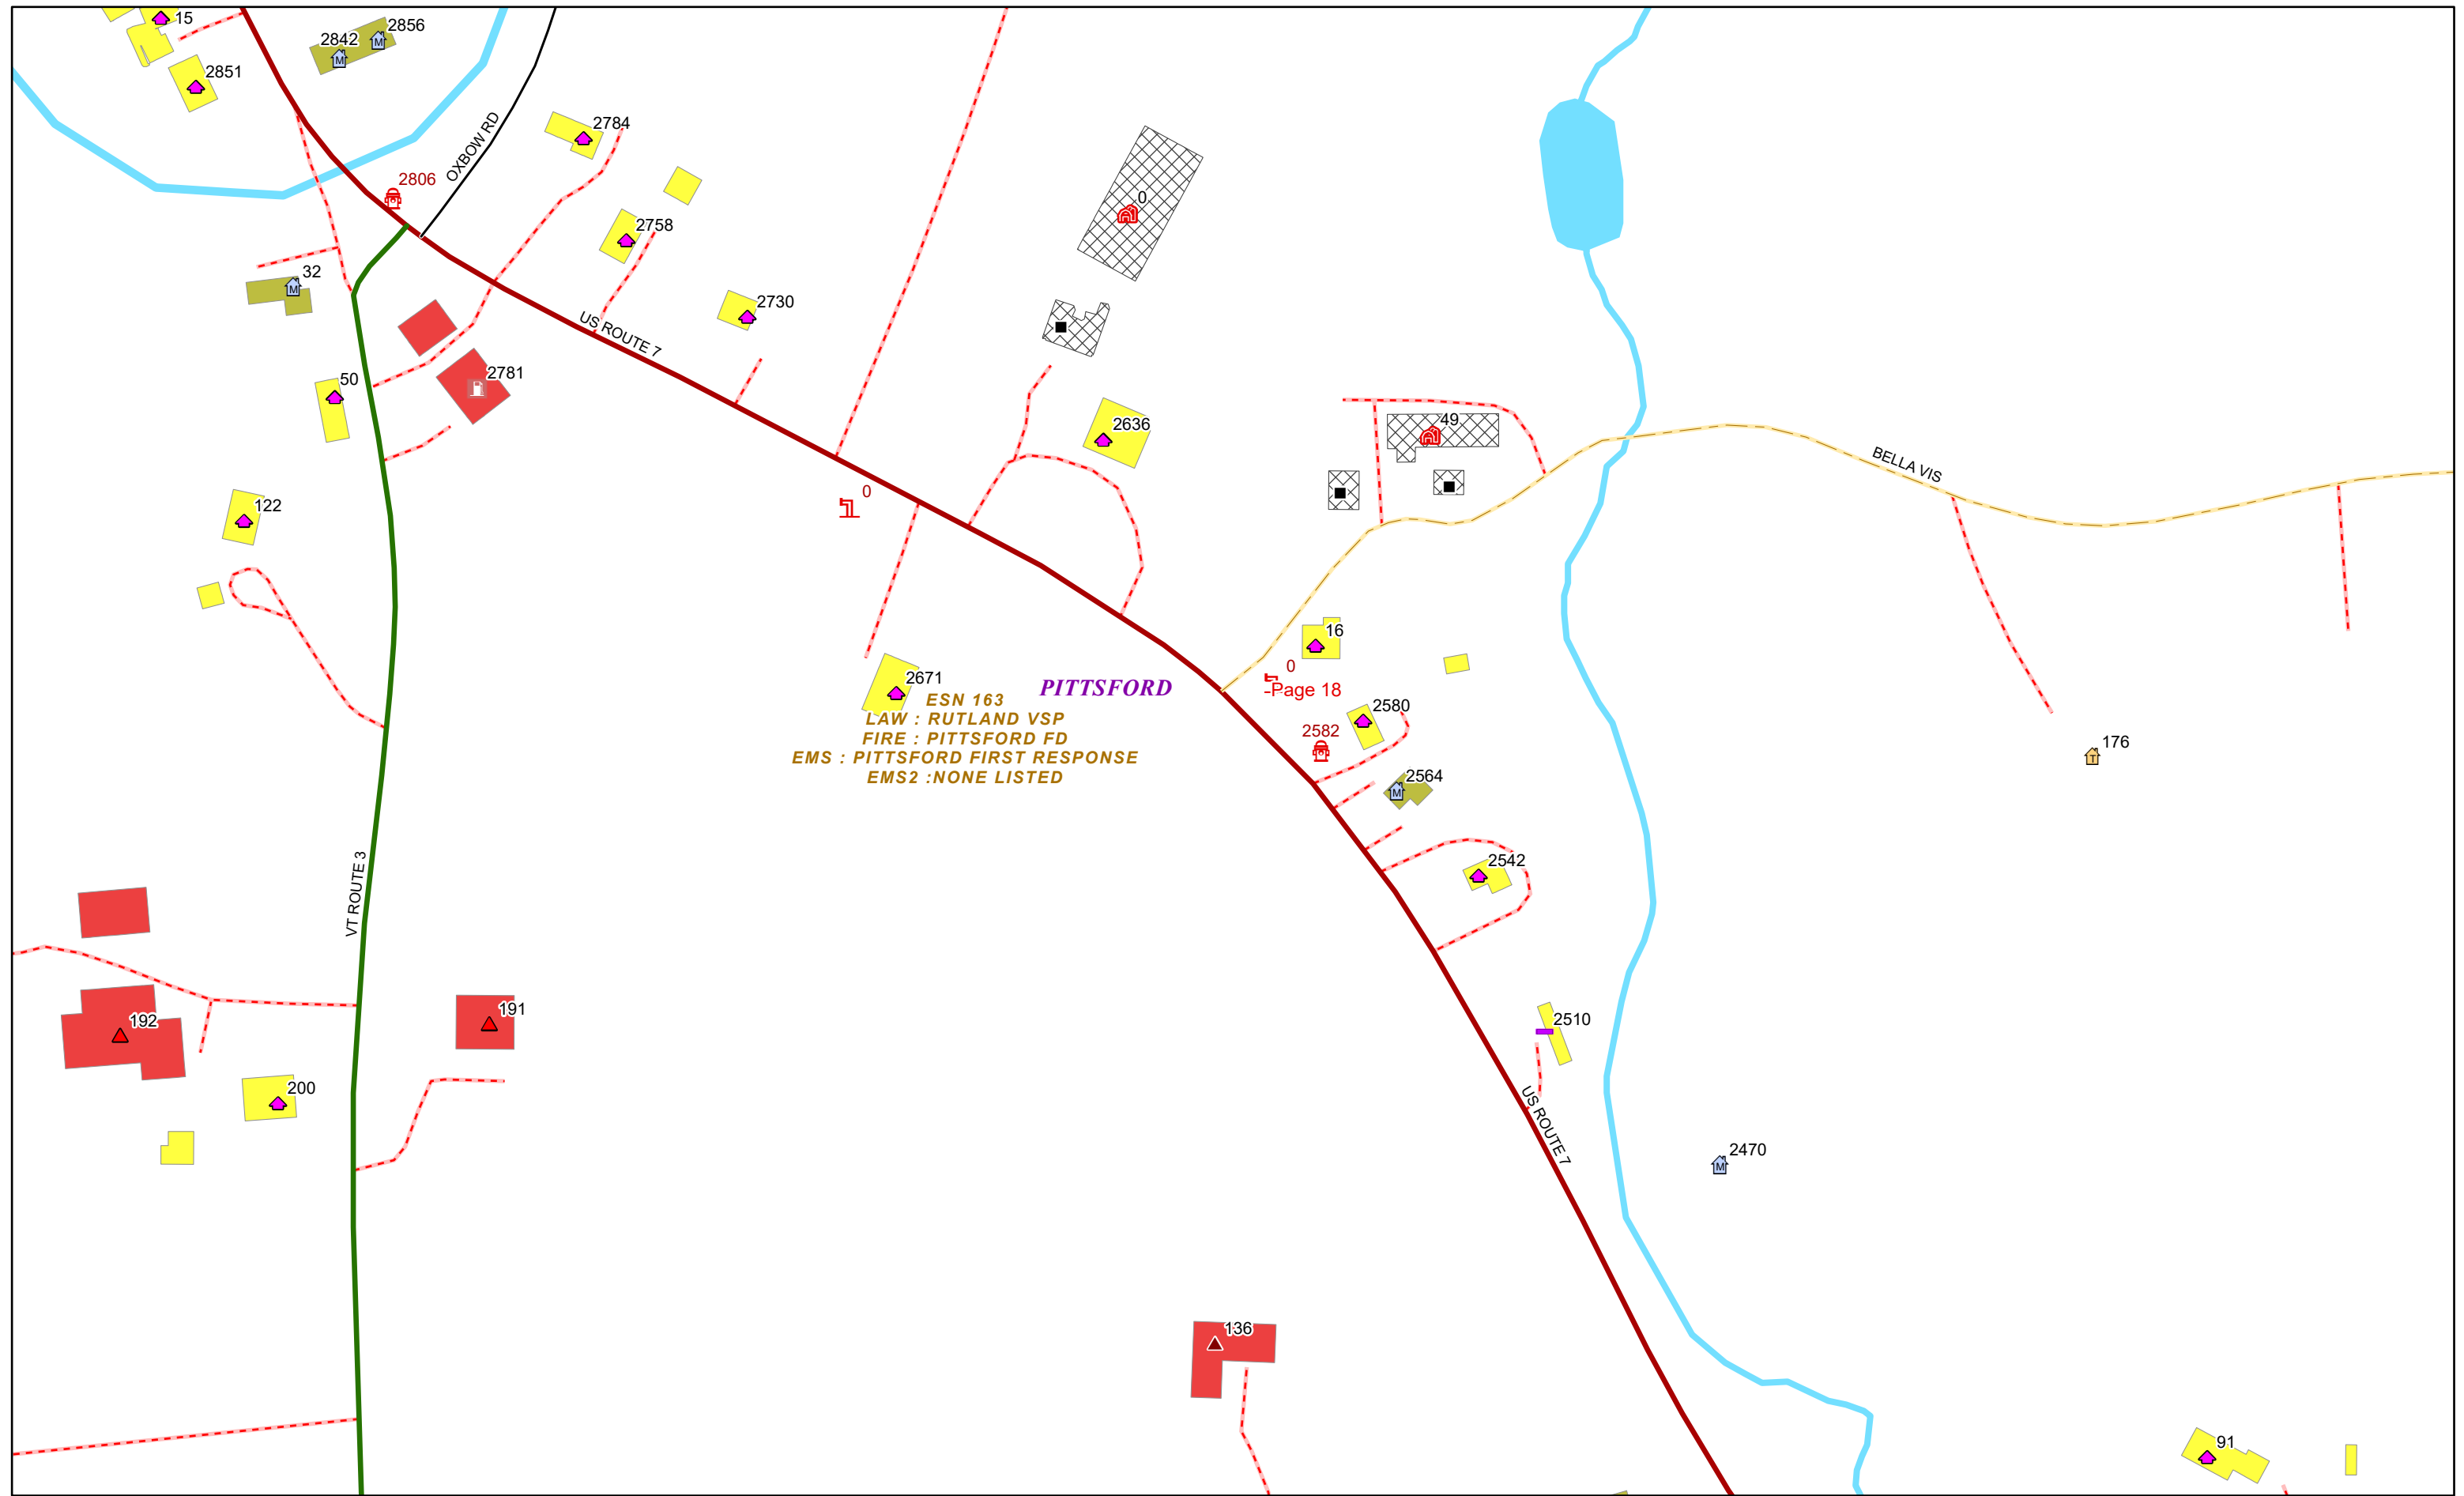 15
2842
2856
2851
OXBOW RD
2784
2806
2758
0
32
2730
US ROUTE 7
50
2781
2636
49
BELLA VIS
0
122
16
0
-Page 18
2671
PITTSFORD
ESN 163
LAW : RUTLAND VSP
FIRE : PITTSFORD FD
EMS : PITTSFORD FIRST RESPONSE
EMS2 :NONE LISTED
2580
2582
176
T
2564
M
2542
VT ROUTE 3
192
191
2510
200
US ROUTE 7
2470
M
136
91